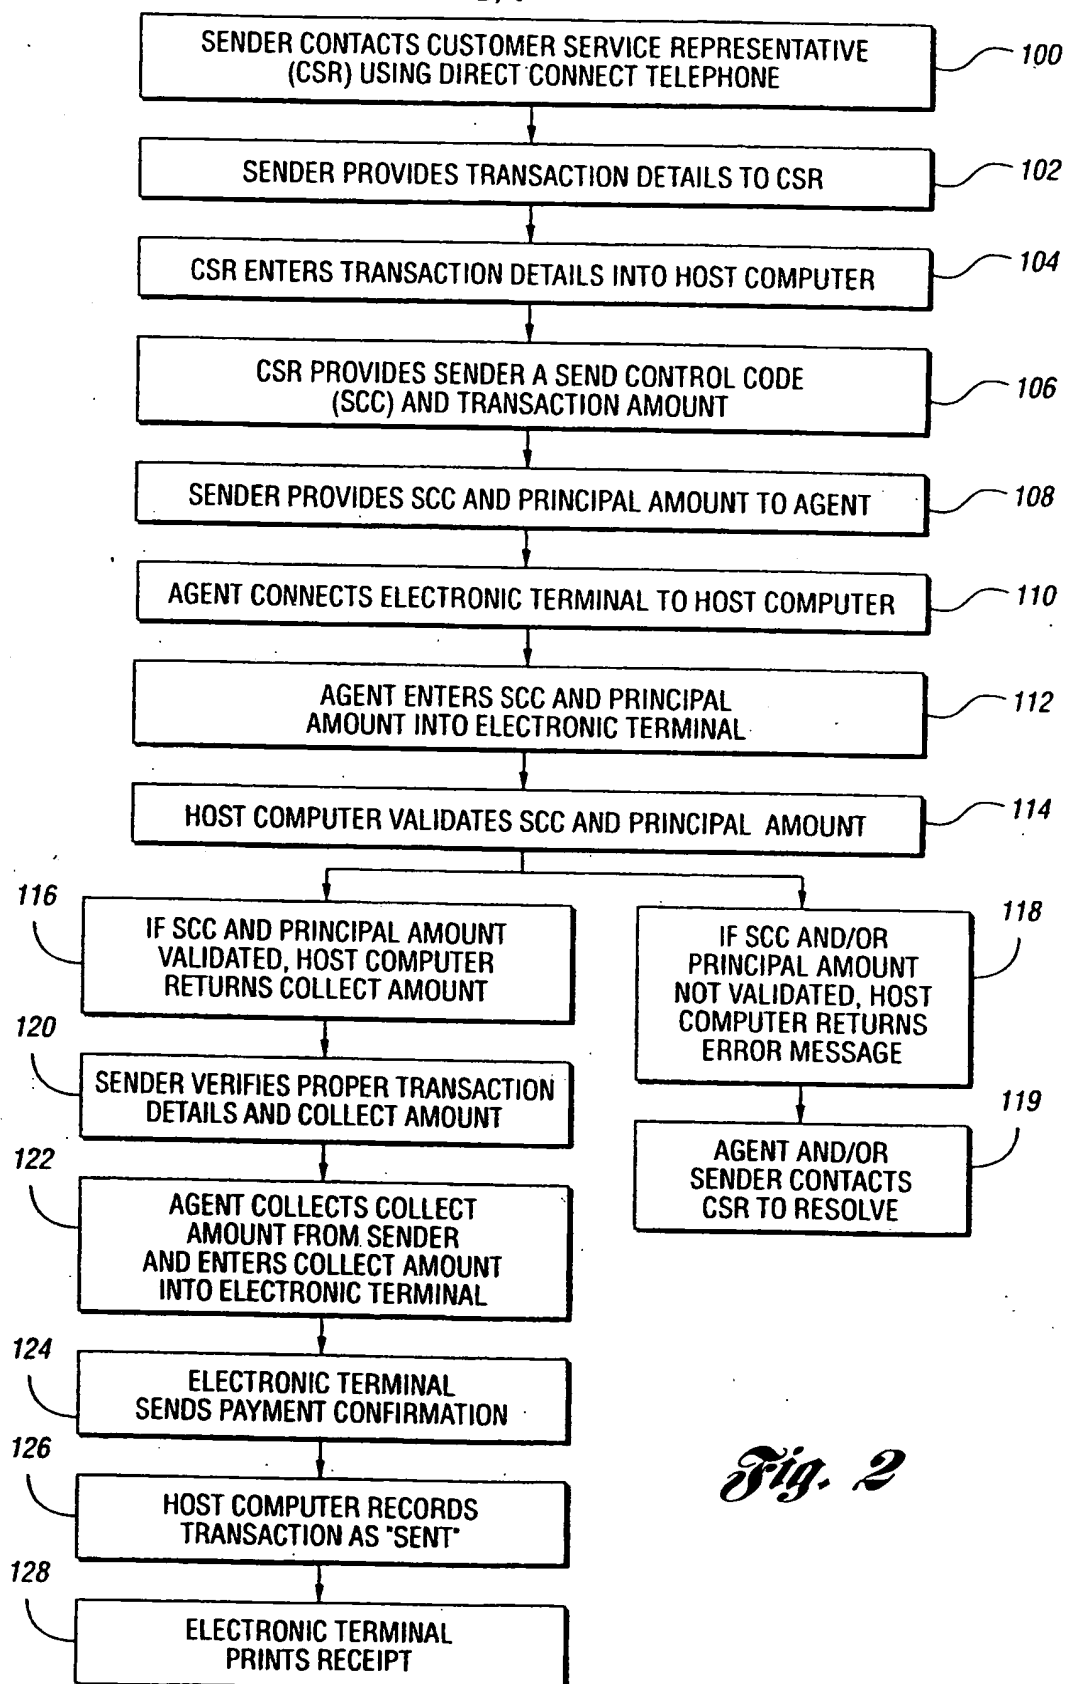 SENDER CONTACTS CUSTOMER SERVICE REPRESENTATIVE
(CSR) USING DIRECT CONNECT TELEPHONE
100
SENDER PROVIDES TRANSACTION DETAILS TO CSR
102
CSR ENTERS TRANSACTION DETAILS INTO HOST COMPUTER
104
CSR PROVIDES SENDER A SEND CONTROL CODE
(SCC) AND TRANSACTION AMOUNT
106
SENDER PROVIDES SCC AND PRINCIPAL AMOUNT TO AGENT
108
AGENT CONNECTS ELECTRONIC TERMINAL TO HOST COMPUTER
110
AGENT ENTERS SCC AND PRINCIPAL
AMOUNT INTO ELECTRONIC TERMINAL
112
HOST COMPUTER VALIDATES SCC AND PRINCIPAL AMOUNT
114
116
IF SCC AND PRINCIPAL AMOUNT
VALIDATED, HOST COMPUTER
RETURNS COLLECT AMOUNT
118
IF SCC AND/OR
PRINCIPAL AMOUNT
NOT VALIDATED, HOST
COMPUTER RETURNS
ERROR MESSAGE
120
SENDER VERIFIES PROPER TRANSACTION
DETAILS AND COLLECT AMOUNT
119
AGENT AND/OR
SENDER CONTACTS
CSR TO RESOLVE
122
AGENT COLLECTS COLLECT
AMOUNT FROM SENDER
AND ENTERS COLLECT AMOUNT
INTO ELECTRONIC TERMINAL
124
ELECTRONIC TERMINAL
SENDS PAYMENT CONFIRMATION
126
HOST COMPUTER RECORDS
TRANSACTION AS "SENT"
128
ELECTRONIC TERMINAL
PRINTS RECEIPT
Fig. 2